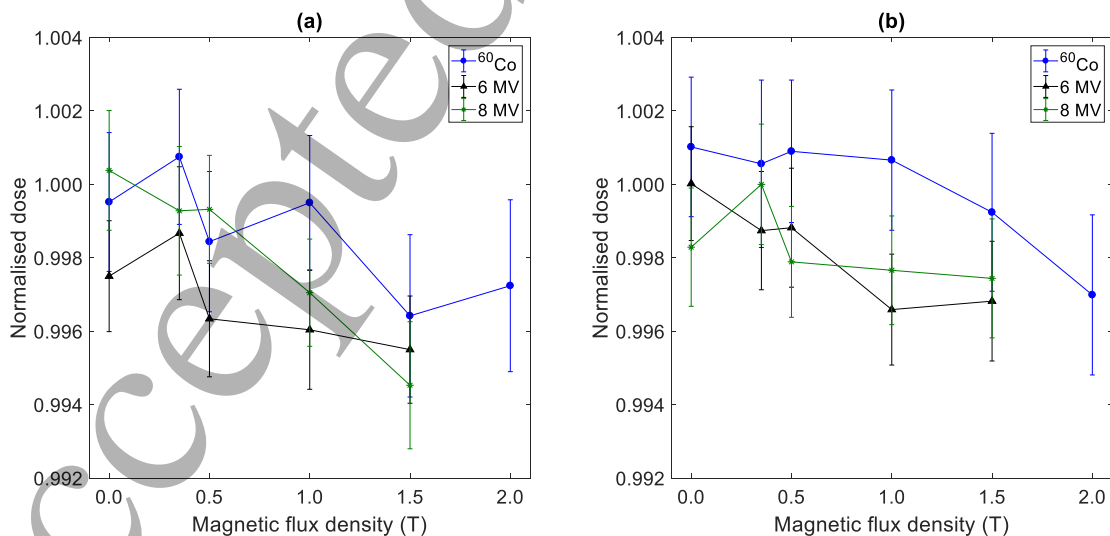 (a)
1.004
1.002
1.000
0.998
0.996
0.994
0.992
Normalised dose
0.0 0.5 1.0 1.5 2.0
Magnetic flux density (T)
60Co
6 MV
8 MV
(b)
1.004
1.002
1.000
0.998
0.996
0.994
0.992
Normalised dose
0.0 0.5 1.0 1.5 2.0
Magnetic flux density (T)
60Co
6 MV
8 MV
ccepted